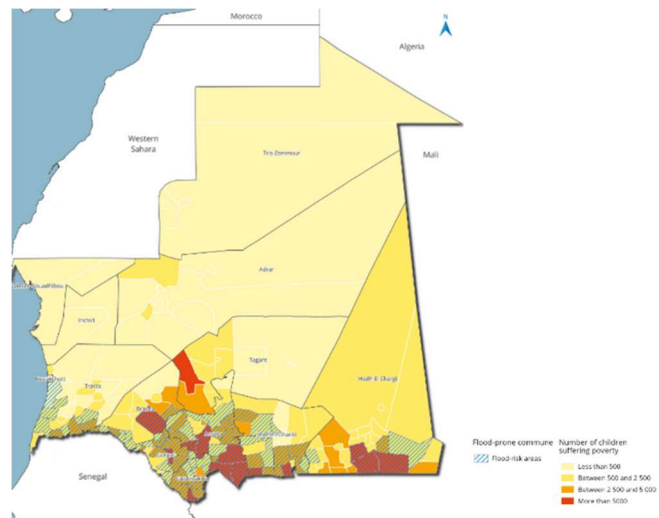 Morocco
N
Algeria
Western
Sahara
Mali
Tiris Zemmour
Adrar
Inchiri
Tagant
Hodh El Chargi
Trarza
Brakna
Senegal
Flood-prone commune
Flood-risk areas
Number of children
suffering poverty
Less than 500
Between 500 and 2 500
Between 2 500 and 5 000
More than 5000